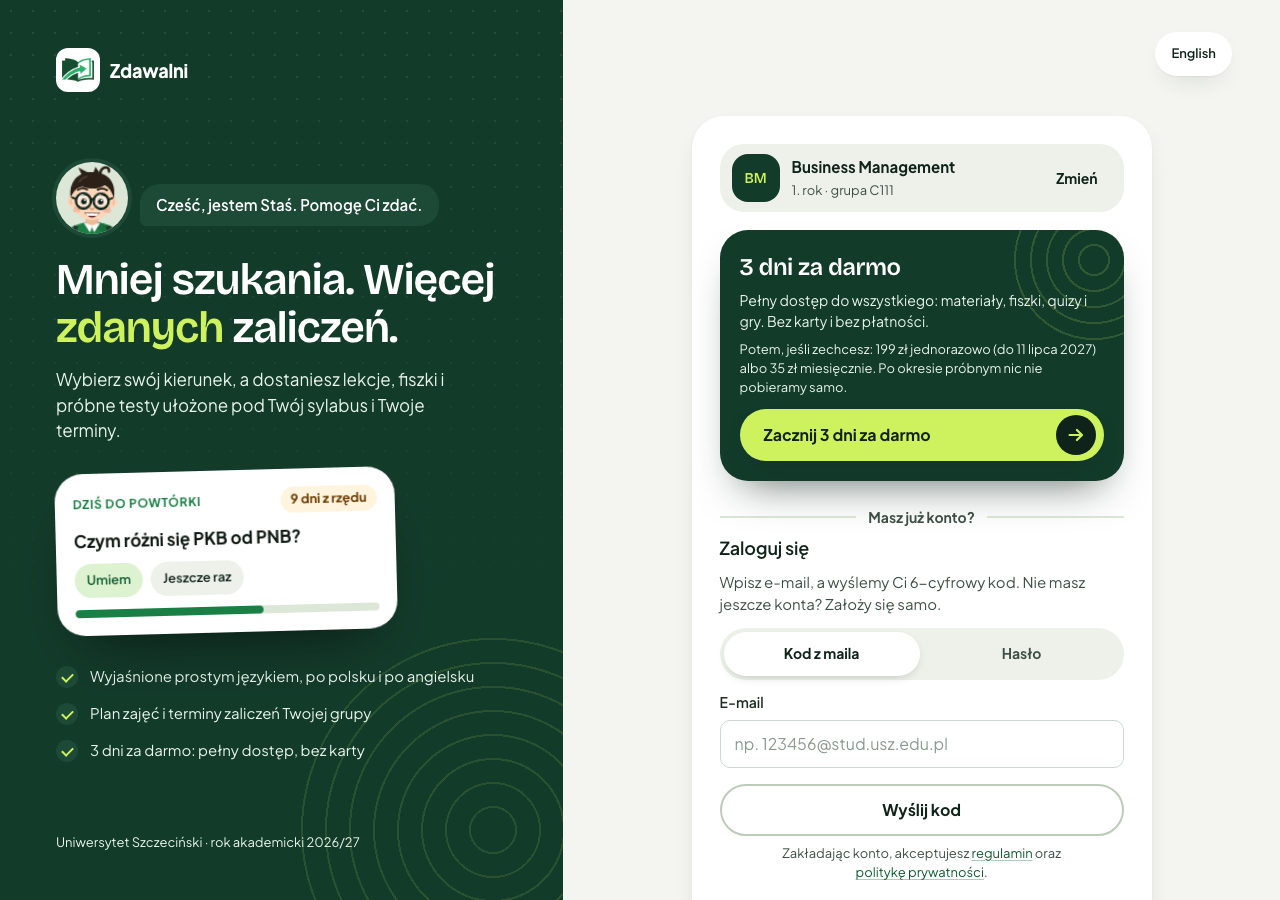 Zdawalni
Cześć, jestem Staś. Pomogę Ci zdać.
Mniej szukania. Więcej
zdanych zaliczeń.
Wybierz swój kierunek, a dostaniesz lekcje, fiszki i
próbne testy ułożone pod Twój sylabus i Twoje
terminy.
DZIŚ DO POWTÓRKI
9 dni z rzędu
Czym różni się PKB od PNB?
Umiem
Jeszcze raz
Wyjaśnione prostym językiem, po polsku i po angielsku
Plan zajęć i terminy zaliczeń Twojej grupy
3 dni za darmo: pełny dostęp, bez karty
Uniwersytet Szczeciński · rok akademicki 2026/27
English
BM
Business Management
1. rok · grupa C111
Zmień
3 dni za darmo
Pełny dostęp do wszystkiego: materiały, fiszki, quizy i
gry. Bez karty i bez płatności.
Potem, jeśli zechcesz: 199 zł jednorazowo (do 11 lipca 2027)
albo 35 zł miesięcznie. Po okresie próbnym nic nie
pobieramy samo.
Zacznij 3 dni za darmo
Masz już konto?
Zaloguj się
Wpisz e-mail, a wyślemy Ci 6-cyfrowy kod. Nie masz
jeszcze konta? Założy się samo.
Kod z maila
Hasło
E-mail
np. 123456@stud.usz.edu.pl
Wyślij kod
Zakładając konto, akceptujesz regulamin oraz
politykę prywatności.